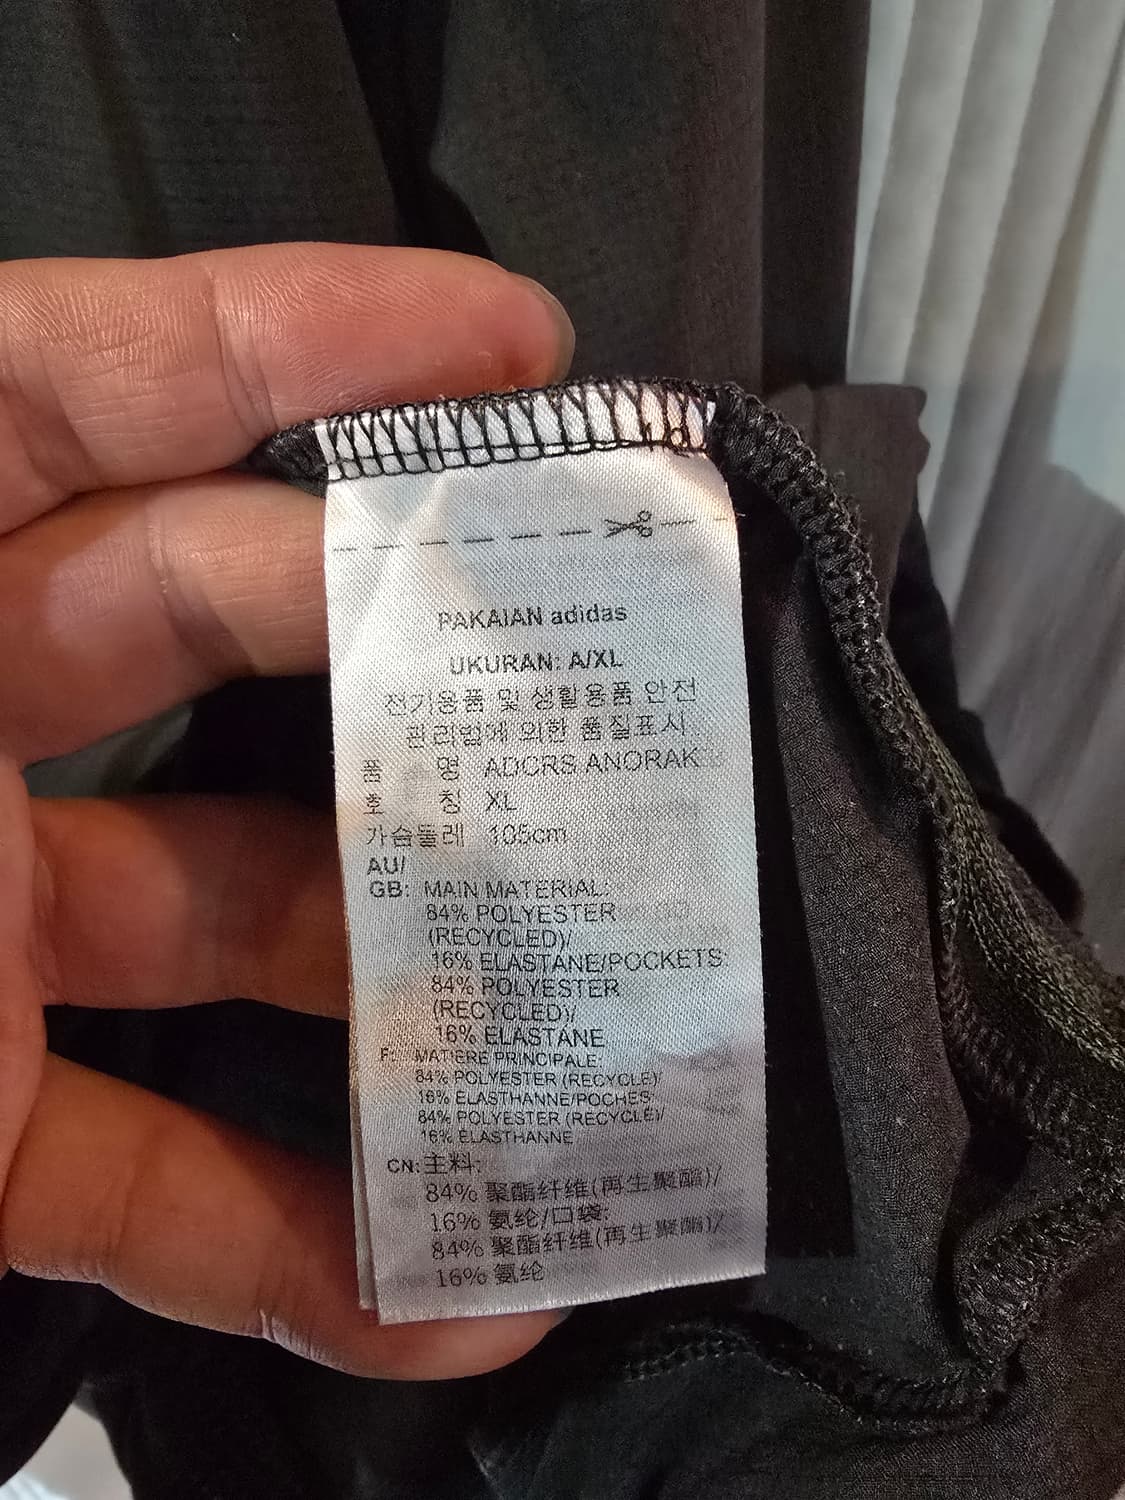 PAKAIAN adidas
UKURAN: A/XL
전기용품 및 생활용품 안전
관리법에 의한 품질표시
품 명 ADCRS ANORAK
호 칭 XL
가슴둘레 105cm
AU/
GB: MAIN MATERIAL:
84% POLYESTER
(RECYCLED)/
16% ELASTANE/POCKETS:
84% POLYESTER
(RECYCLED)/
16% ELASTANE
F: MATIERE PRINCIPALE:
84% POLYESTER (RECYCLE)/
16% ELASTHANNE/POCHES:
84% POLYESTER (RECYCLE)/
16% ELASTHANNE
CN: 主料:
84% 聚酯纤维(再生聚酯)/
16% 氨纶/口袋:
84% 聚酯纤维(再生聚酯)/
16% 氨纶